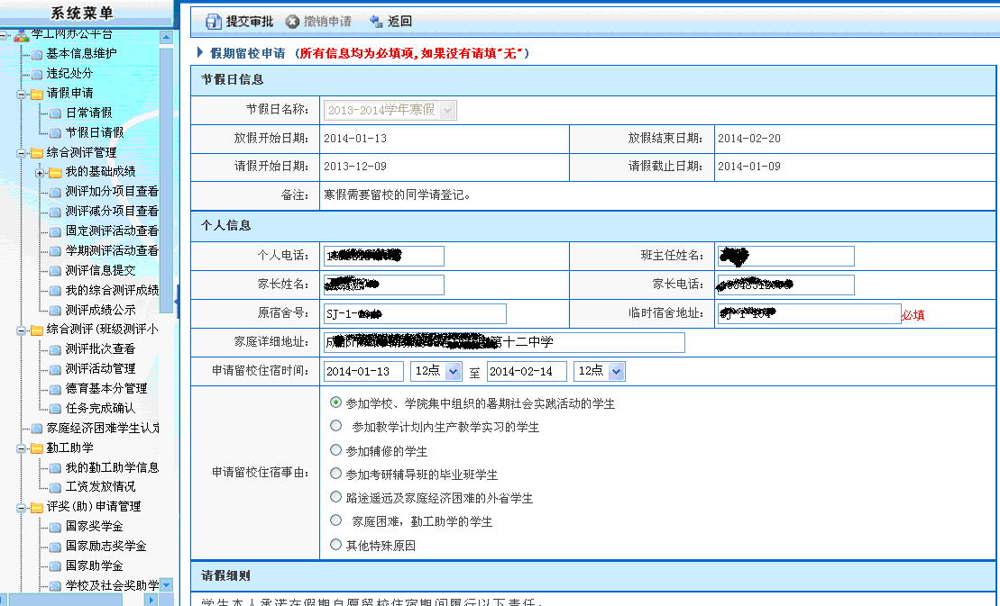 系统菜单
学工网办公平台
基本信息维护
违纪处分
请假申请
日常请假
节假日请假
综合测评管理
我的基础成绩
测评加分项目查看
测评减分项目查看
固定测评活动查看
学期测评活动查看
测评信息提交
我的综合测评成绩
测评成绩公示
综合测评(班级测评小
测评批次查看
测评活动管理
德育基本分管理
任务完成确认
家庭经济困难学生认定
勤工助学
我的勤工助学信息
工资发放情况
评奖(助)申请管理
国家奖学金
国家励志奖学金
国家助学金
学校及社会奖助学
提交审批 撤销申请 返回
假期留校申请 (所有信息均为必填项,如果没有请填"无")
节假日信息
节假日名称: 2013-2014学年寒假
放假开始日期: 2014-01-13 放假结束日期: 2014-02-20
请假开始日期: 2013-12-09 请假截止日期: 2014-01-09
备注: 寒假需要留校的同学请登记。
个人信息
个人电话: 班主任姓名:
家长姓名: 家长电话:
原宿舍号: SJ-1- 临时宿舍地址: 必填
家庭详细地址: 第十二中学
申请留校住宿时间: 2014-01-13 12点 至 2014-02-14 12点
申请留校住宿事由:
参加学校、学院集中组织的暑期社会实践活动的学生
参加教学计划内生产教学实习的学生
参加辅修的学生
参加考研辅导班的毕业班学生
路途遥远及家庭经济困难的外省学生
家庭困难，勤工助学的学生
其他特殊原因
请假细则
学生本人承诺在假期自愿留校住宿期间履行以下责任：